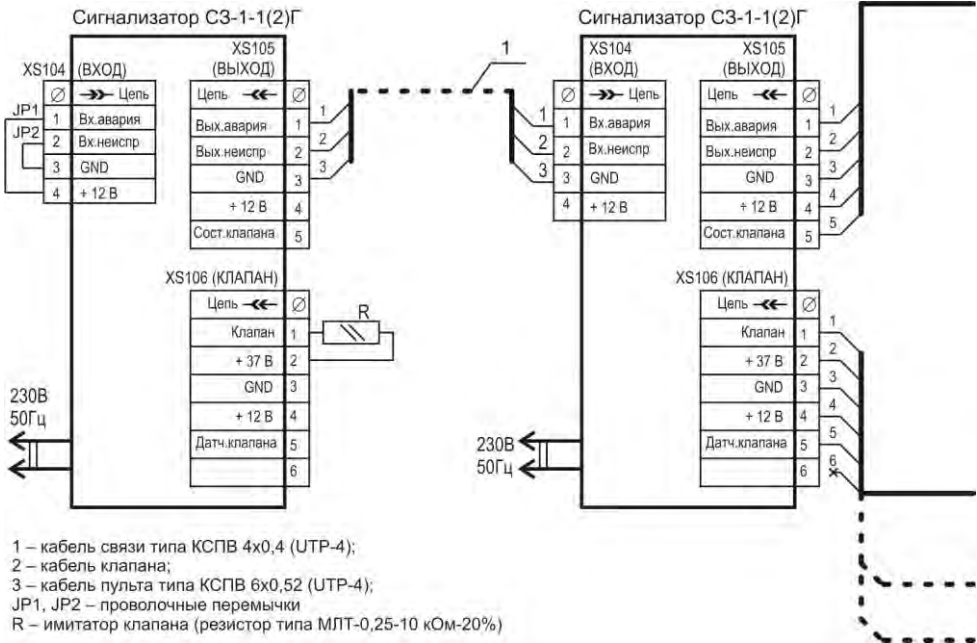 Сигнализатор СЗ-1-1(2)Г
XS104 (ВХОД)
Ø Цепь
JP1
JP2
1 Вх.авария
2 Вх.неиспр
3 GND
4 + 12 В
XS105
(ВЫХОД)
Цепь Ø
Вых.авария 1
Вых.неиспр 2
GND 3
+ 12 В 4
Сост.клапана 5
1
2
3
XS106 (КЛАПАН)
Цепь Ø
Клапан 1
+ 37 В 2
GND 3
+ 12 В 4
Датч.клапана 5
6
R
230В
50Гц
1
Сигнализатор СЗ-1-1(2)Г
XS104
(ВХОД)
Ø Цепь
1 Вх.авария
2 Вх.неиспр
3 GND
4 + 12 В
1
2
3
XS105
(ВЫХОД)
Цепь Ø
Вых.авария 1
Вых.неиспр 2
GND 3
+ 12 В 4
Сост.клапана 5
1
2
3
4
5
XS106 (КЛАПАН)
Цепь Ø
Клапан 1
+ 37 В 2
GND 3
+ 12 В 4
Датч.клапана 5
6
1
2
3
4
5
6
230В
50Гц
1 – кабель связи типа КСПВ 4х0,4 (UTP-4);
2 – кабель клапана;
3 – кабель пульта типа КСПВ 6х0,52 (UTP-4);
JP1, JP2 – проволочные перемычки
R – имитатор клапана (резистор типа МЛТ-0,25-10 кОм-20%)